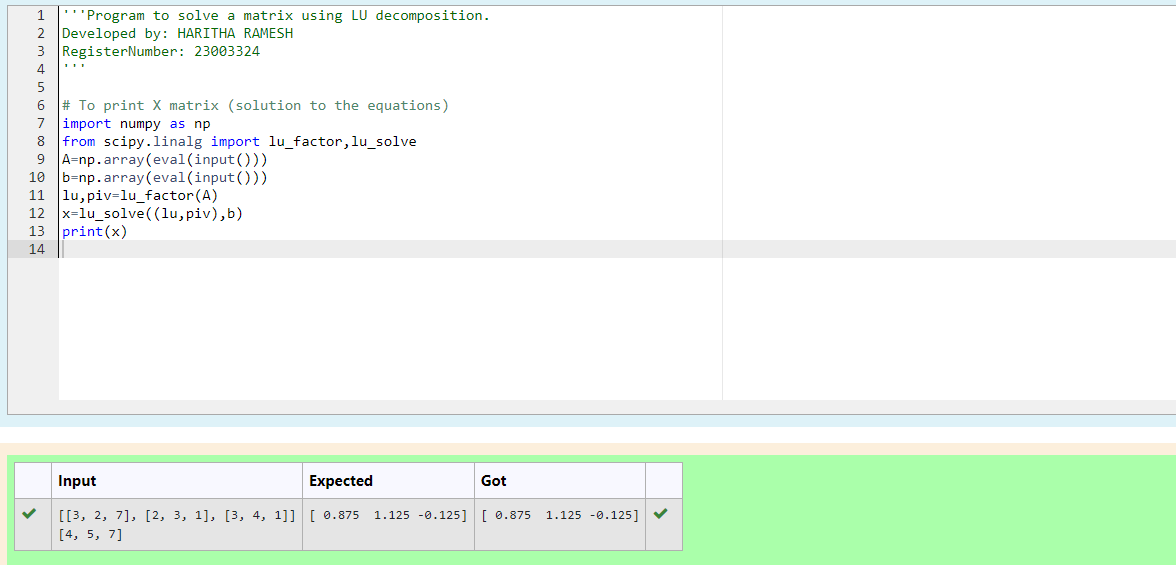 1 '''Program to solve a matrix using LU decomposition.
2 Developed by: HARITHA RAMESH
3 RegisterNumber: 23003324
4 '''
5
6 # To print X matrix (solution to the equations)
7 import numpy as np
8 from scipy.linalg import lu_factor,lu_solve
9 A=np.array(eval(input()))
10 b=np.array(eval(input()))
11 lu,piv=lu_factor(A)
12 x=lu_solve((lu,piv),b)
13 print(x)
14
Input Expected Got
[[3, 2, 7], [2, 3, 1], [3, 4, 1]] [ 0.875  1.125 -0.125] [ 0.875  1.125 -0.125]
[4, 5, 7]